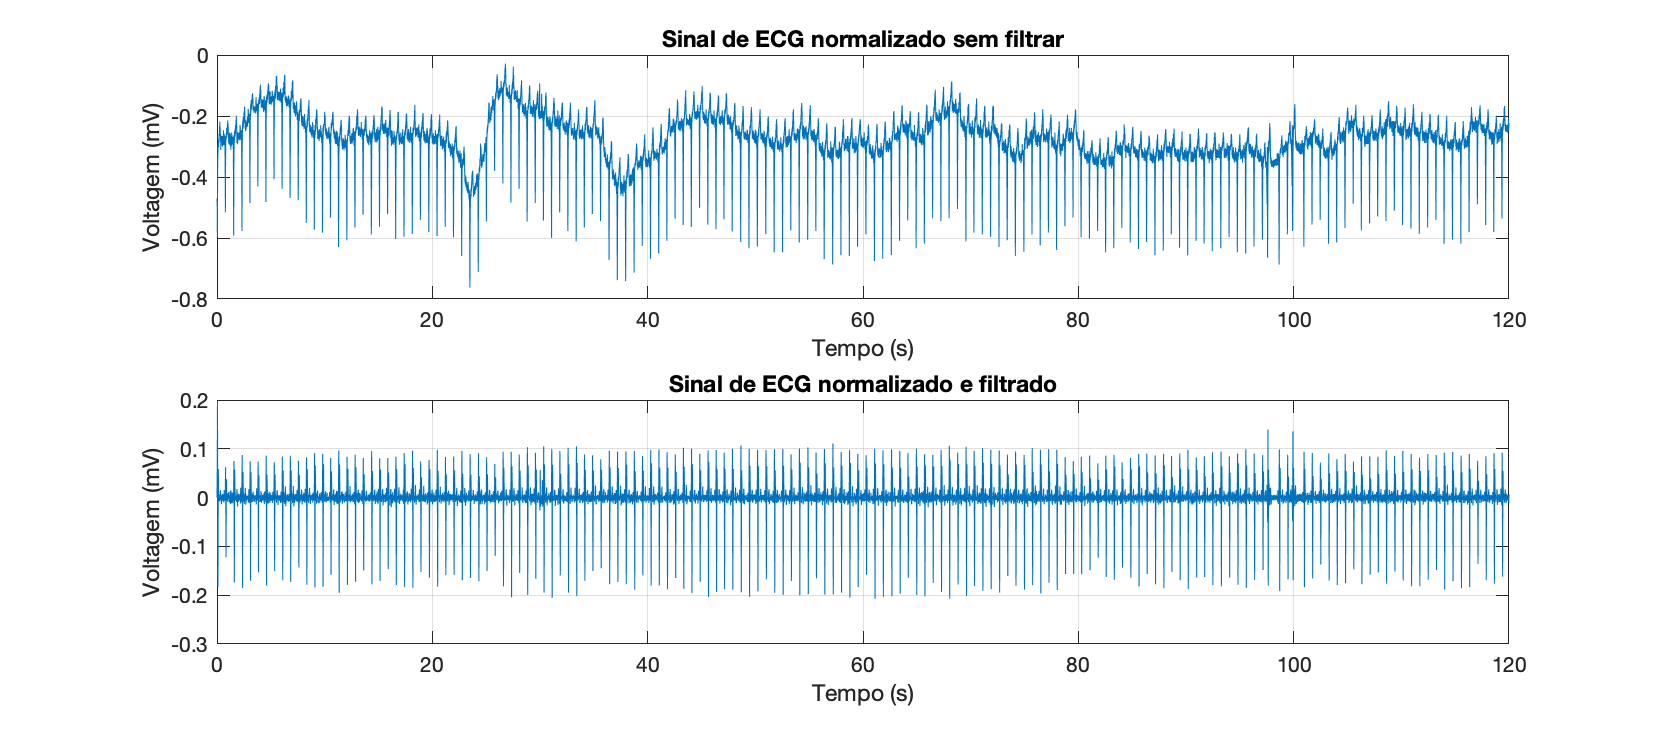 Sinal de ECG normalizado sem filtrar
0
-0.2
-0.4
-0.6
-0.8
Voltagem (mV)
0 20 40 60 80 100 120
Tempo (s)
Sinal de ECG normalizado e filtrado
0.2
0.1
0
-0.1
-0.2
-0.3
Voltagem (mV)
0 20 40 60 80 100 120
Tempo (s)